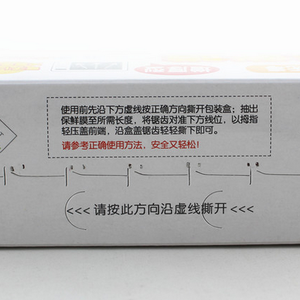 使用前先沿下方虚线按正确方向撕开包装盒；抽出
保鲜膜至所需长度，将锯齿对准下方线位，以拇指
轻压盖前端，沿盒盖锯齿轻轻撕下即可。
请参考正确使用方法，安全又轻松！
<<< 请按此方向沿虚线撕开 <<<